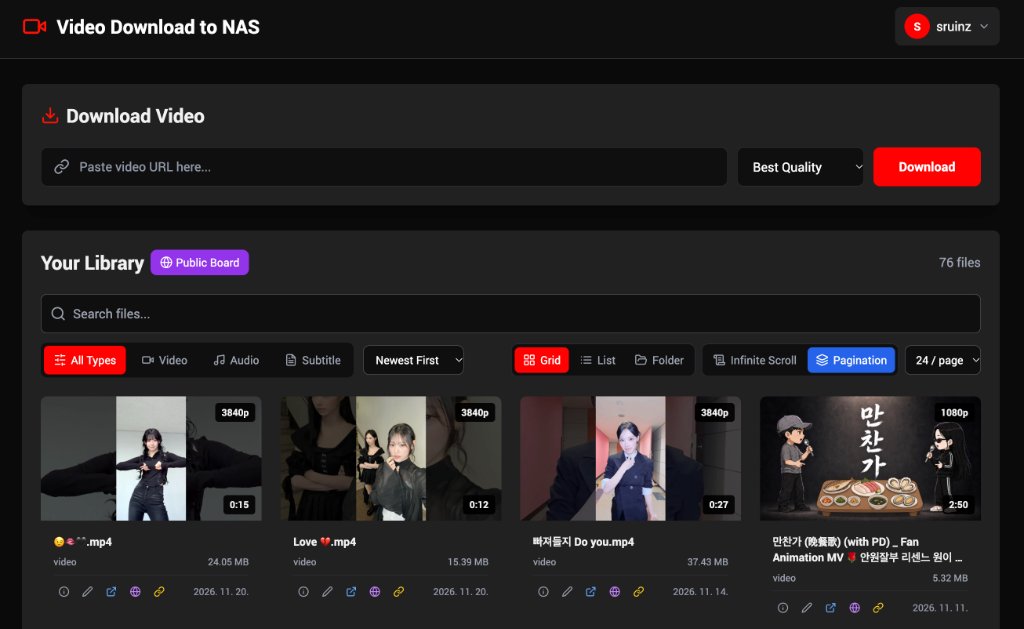 Video Download to NAS
S sruinz
Download Video
Paste video URL here...
Best Quality
Download
Your Library
Public Board
76 files
Search files...
All Types
Video
Audio
Subtitle
Newest First
Grid
List
Folder
Infinite Scroll
Pagination
24 / page
3840p
0:15
3840p
0:12
3840p
0:27
만찬가
1080p
2:50
😉🫦🖤.mp4
video
24.05 MB
2026. 11. 20.
Love 💔.mp4
video
15.39 MB
2026. 11. 20.
빠져들지 Do you.mp4
video
37.43 MB
2026. 11. 14.
만찬가 (晩餐歌) (with PD) _ Fan
Animation MV 🌹 안원잘부 리센느 원이 ...
video
5.32 MB
2026. 11. 11.